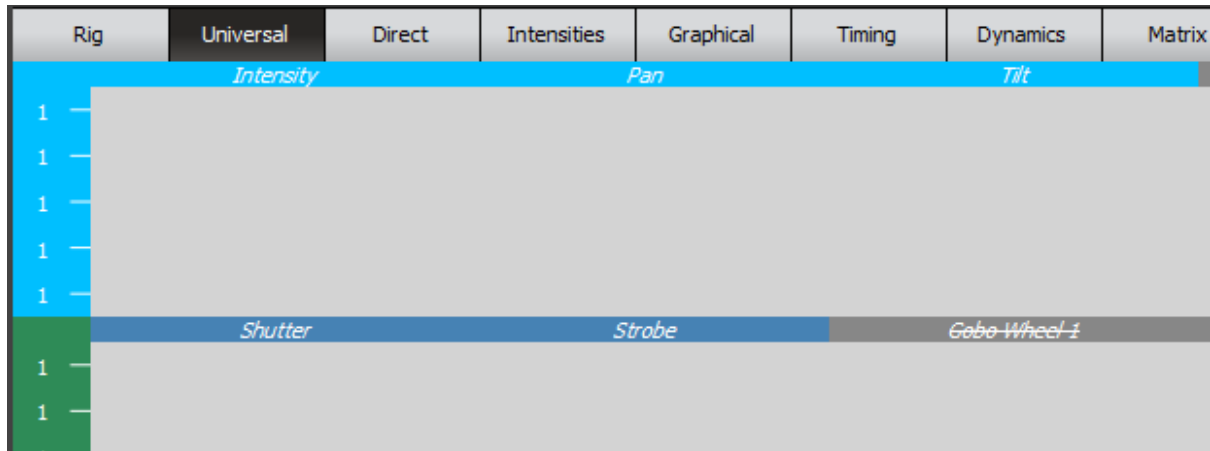 Rig Universal Direct Intensities Graphical Timing Dynamics Matrix
Intensity Pan Tilt
1
1
1
1
1
Shutter Strobe Gobo Wheel 1
1
1